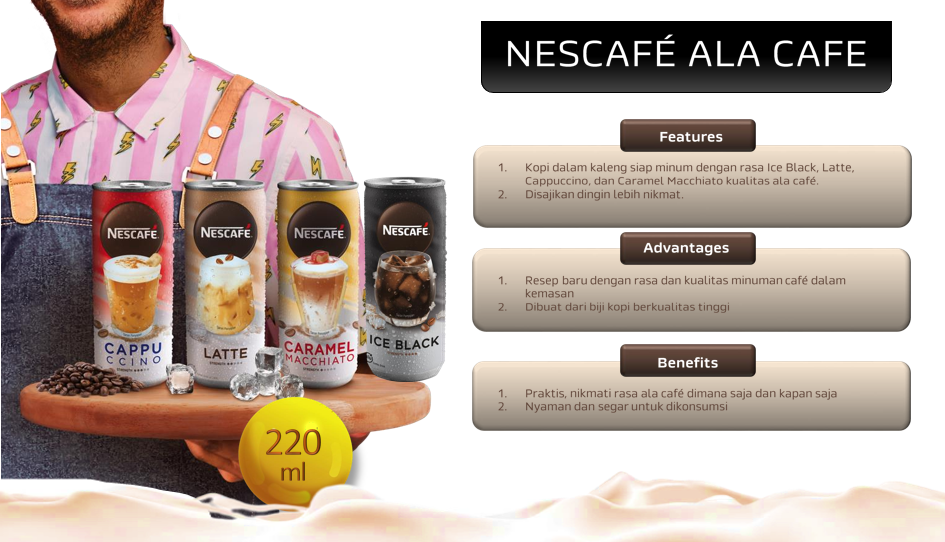 NESCAFÉ ALA CAFE
Features
1. Kopi dalam kaleng siap minum dengan rasa Ice Black, Latte,
Cappuccino, dan Caramel Macchiato kualitas ala café.
2. Disajikan dingin lebih nikmat.
Advantages
1. Resep baru dengan rasa dan kualitas minuman café dalam
kemasan
2. Dibuat dari biji kopi berkualitas tinggi
Benefits
1. Praktis, nikmati rasa ala café dimana saja dan kapan saja
2. Nyaman dan segar untuk dikonsumsi
NESCAFÉ
CAPPU
CCINO
STRENGTH
NESCAFÉ
LATTE
STRENGTH
NESCAFÉ
CARAMEL
MACCHIATO
STRENGTH
NESCAFÉ
ICE BLACK
STRENGTH
220
ml